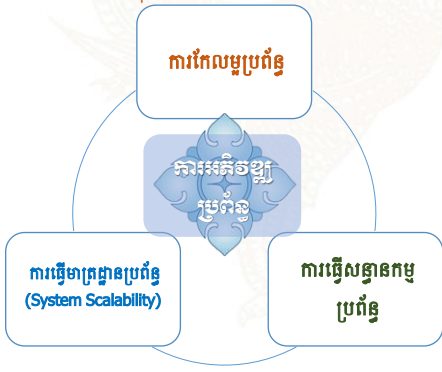 ការកែលម្អប្រព័ន្ធ
ការអភិវឌ្ឍ
ប្រព័ន្ធ
ការធ្វើមាត្រដ្ឋានប្រព័ន្ធ
(System Scalability)
ការធ្វើសន្ធានកម្ម
ប្រព័ន្ធ